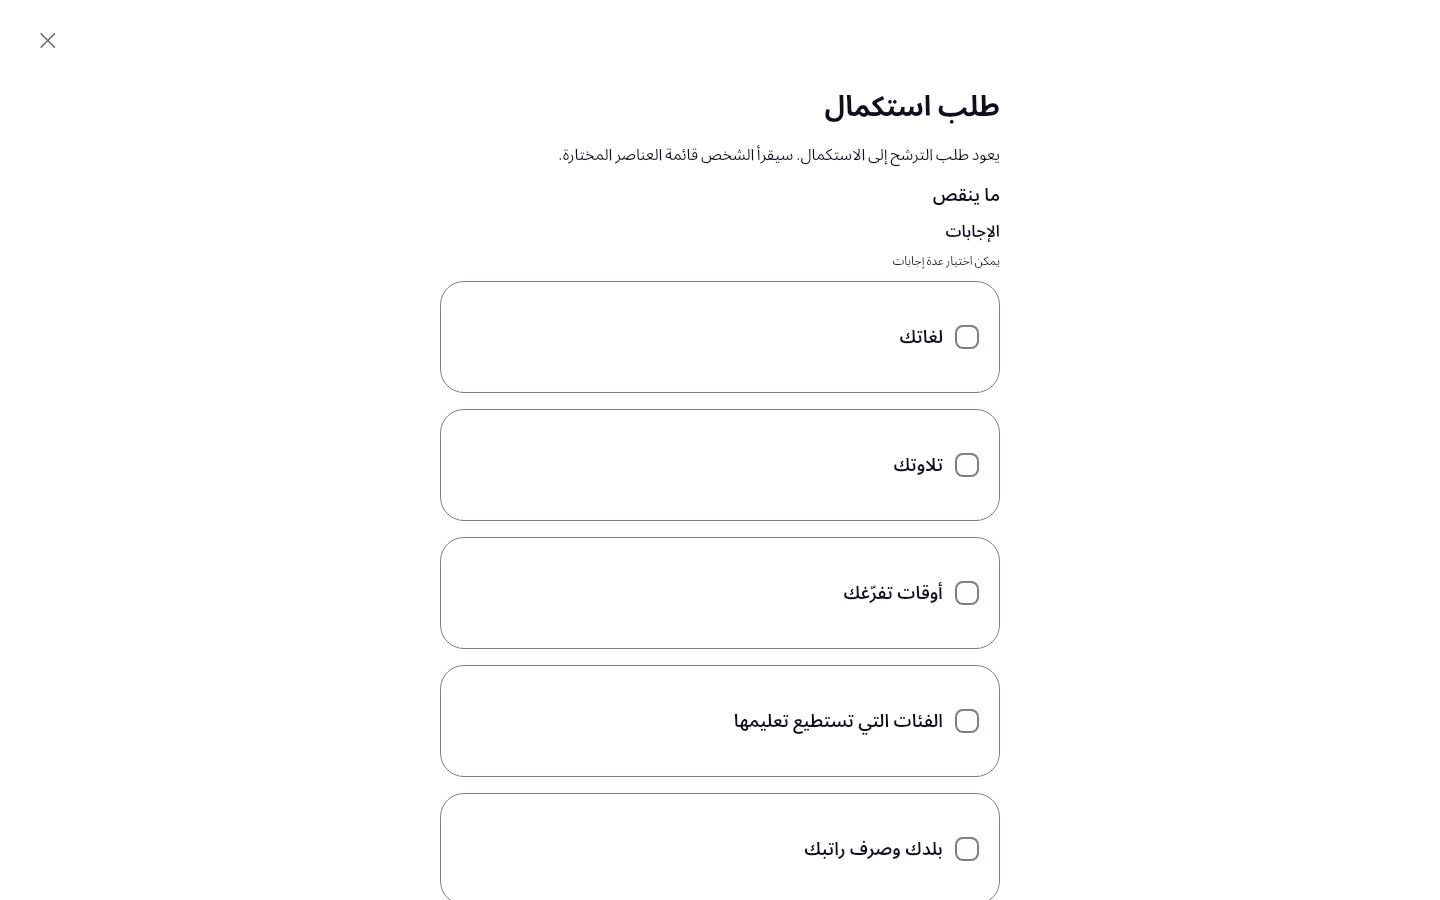 طلب استكمال
يعود طلب الترشح إلى الاستكمال. سيقرأ الشخص قائمة العناصر المختارة.
ما ينقص
الإجابات
يمكن اختيار عدة إجابات
لغاتك
تلاوتك
أوقات تفرّغك
الفئات التي تستطيع تعليمها
بلدك وصرف راتبك